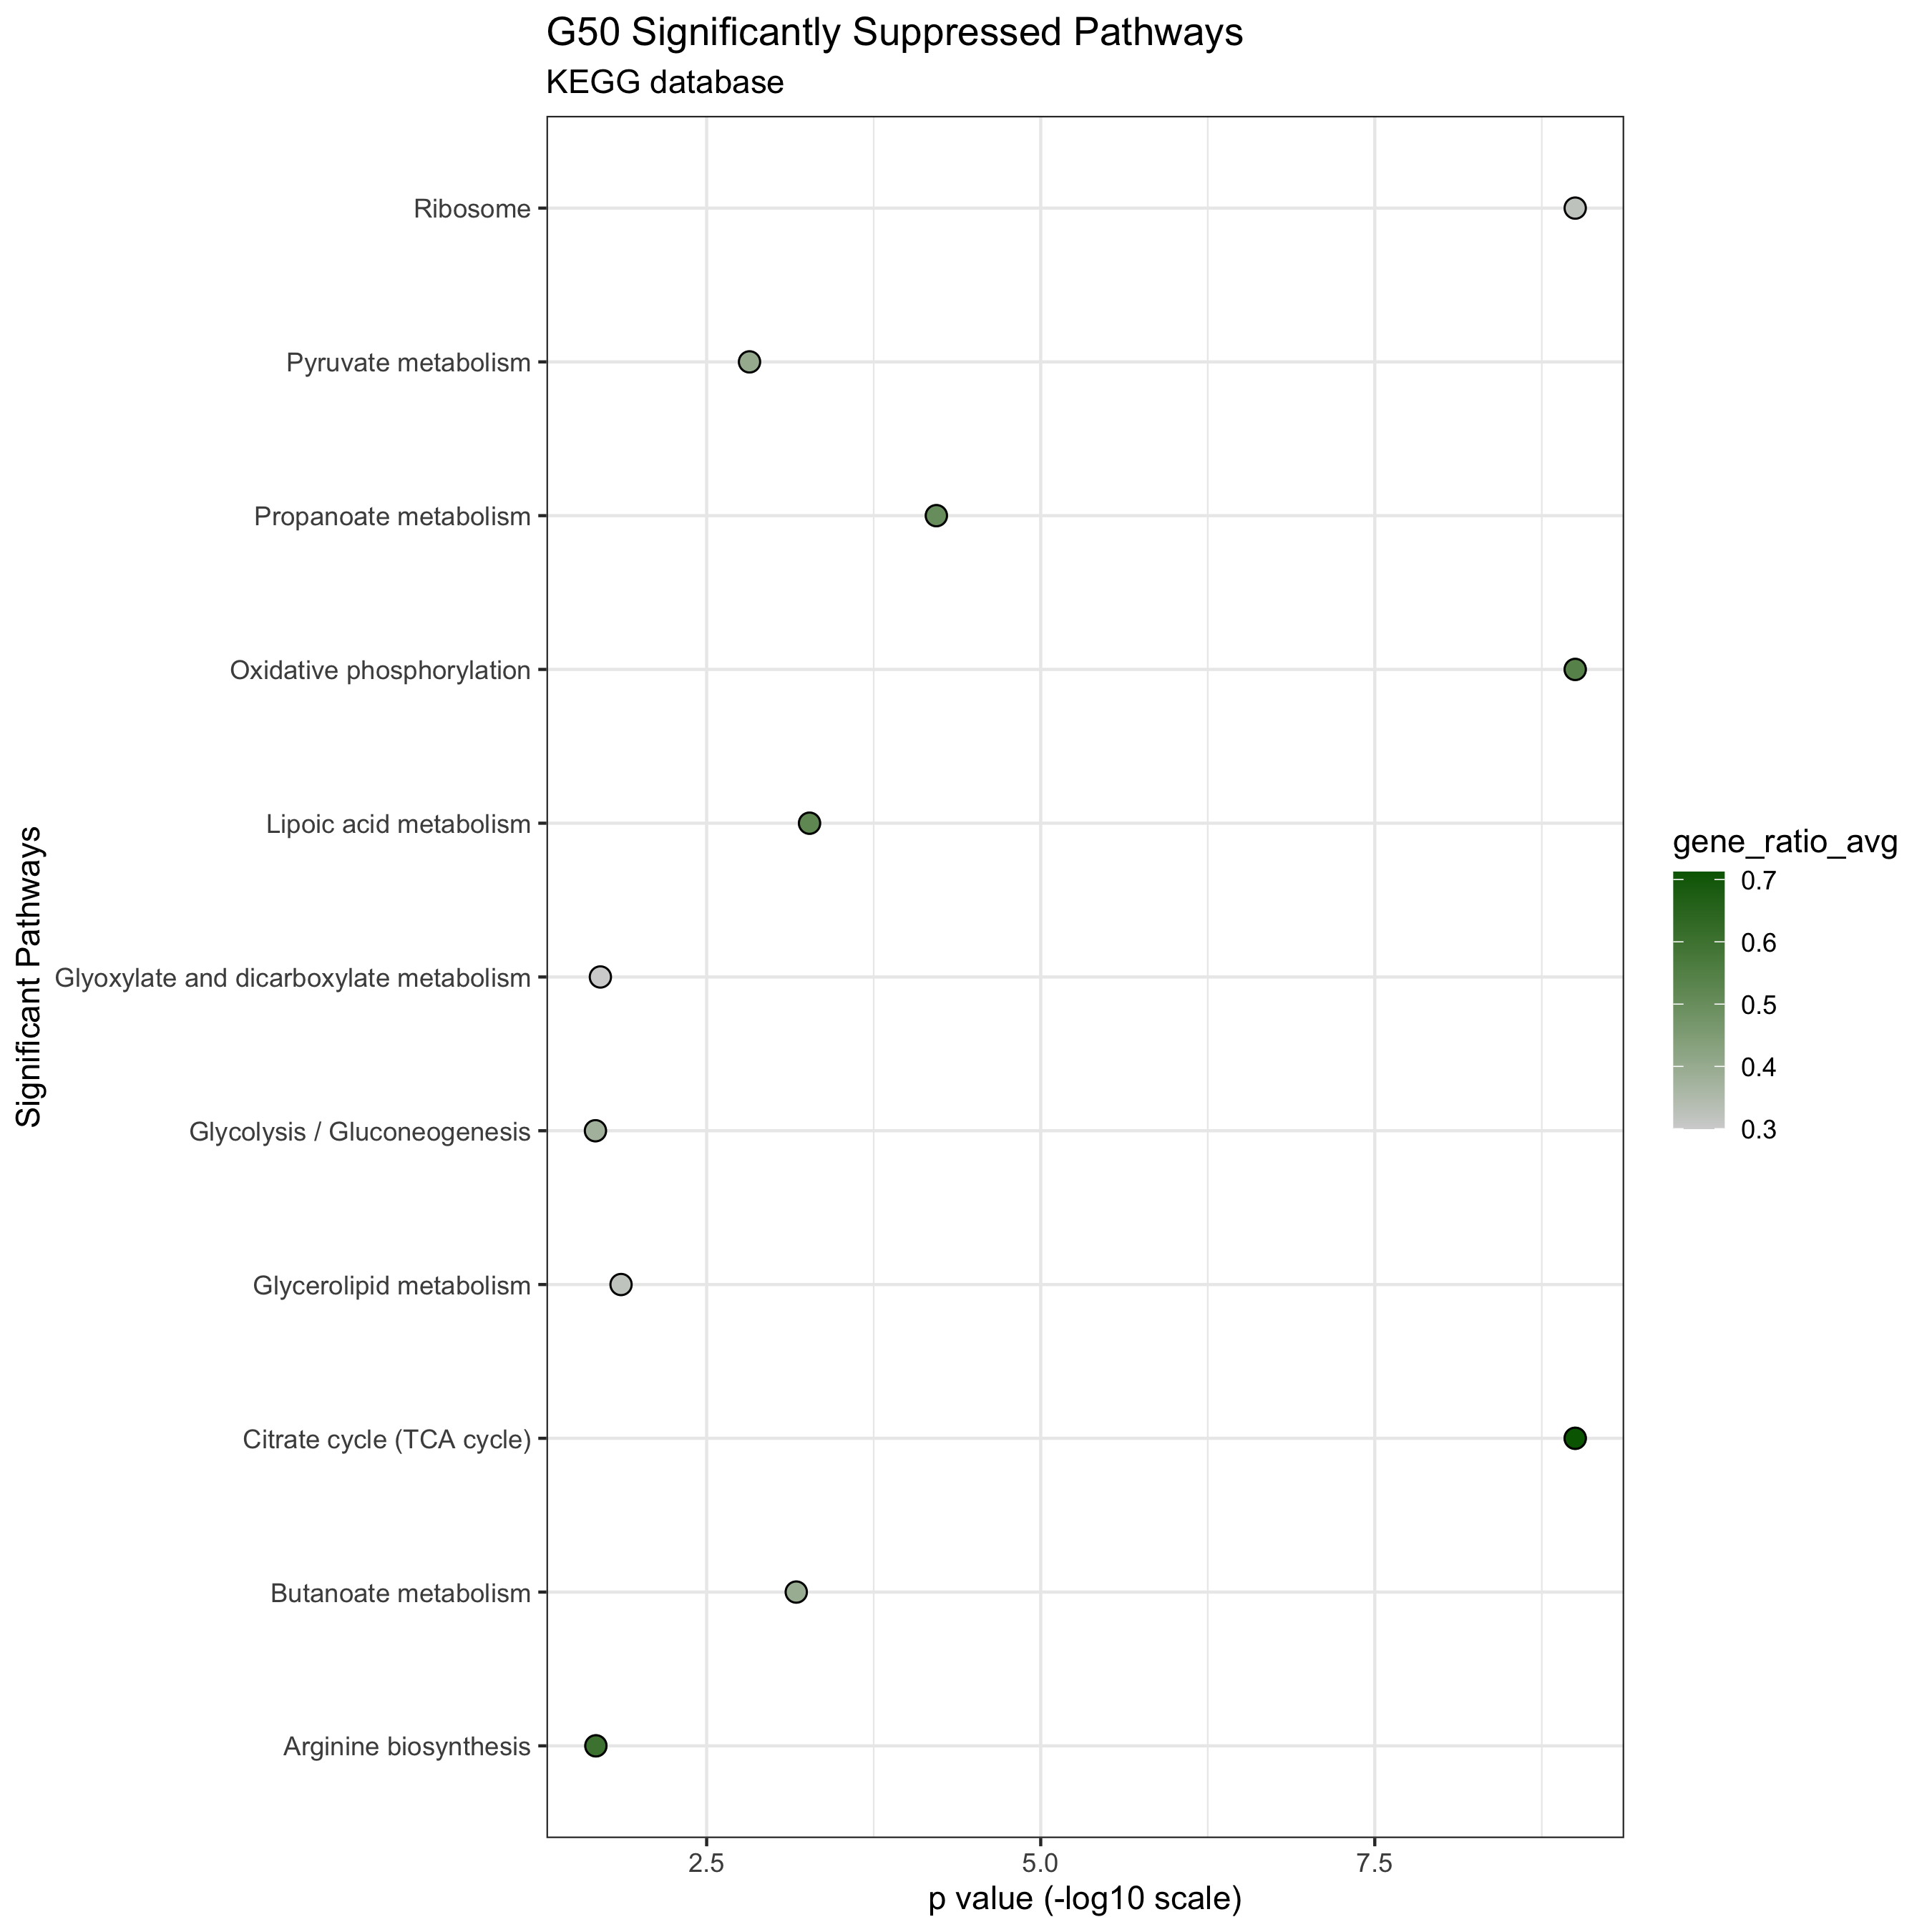 G50 Significantly Suppressed Pathways
KEGG database
Significant Pathways
Ribosome
Pyruvate metabolism
Propanoate metabolism
Oxidative phosphorylation
Lipoic acid metabolism
Glyoxylate and dicarboxylate metabolism
Glycolysis / Gluconeogenesis
Glycerolipid metabolism
Citrate cycle (TCA cycle)
Butanoate metabolism
Arginine biosynthesis
2.5
5.0
7.5
p value (-log10 scale)
gene_ratio_avg
0.7
0.6
0.5
0.4
0.3